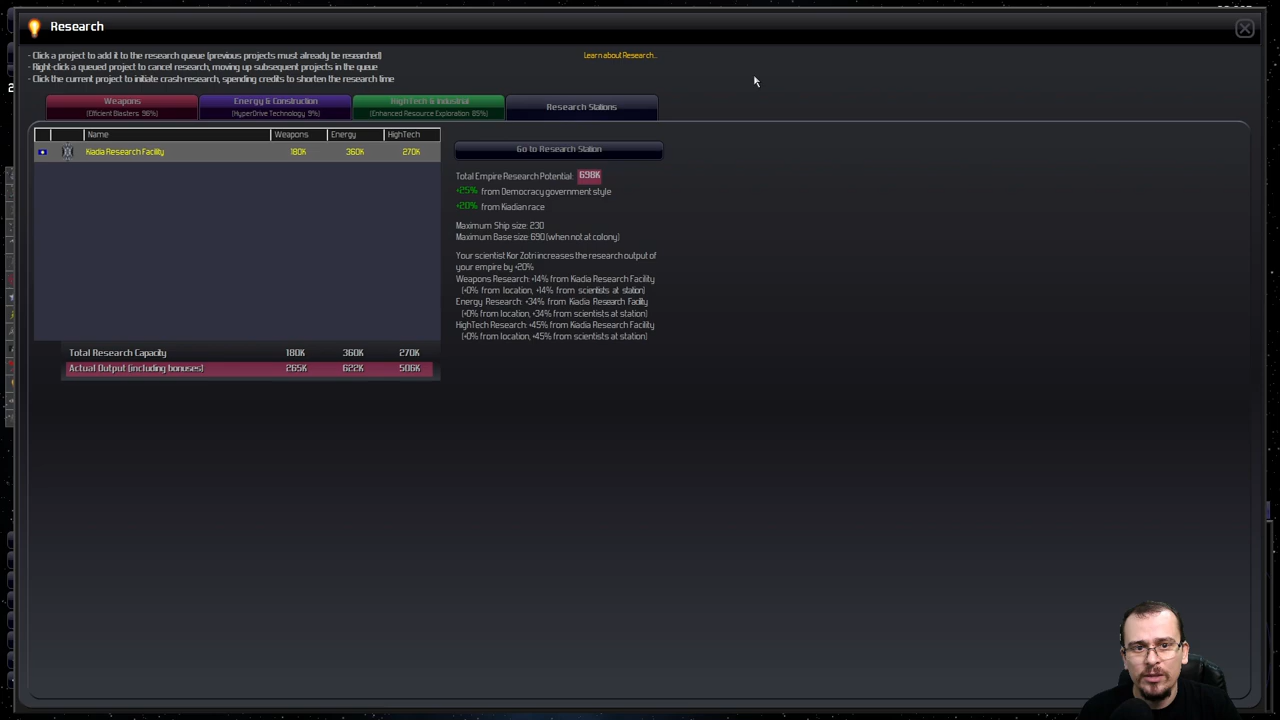 Research
- Click a project to add it to the research queue (previous projects must already be researched)
- Right-click a queued project to cancel research, moving up subsequent projects in the queue
- Click the current project to initiate crash-research, spending credits to shorten the research time
Learn about Research...
Weapons
(Efficient Blasters 96%)
Energy & Construction
(HyperDrive Technology 9%)
HighTech & Industrial
(Enhanced Resource Exploration 85%)
Research Stations
Name Weapons Energy HighTech
Kiadia Research Facility 180K 360K 270K
Total Research Capacity 180K 360K 270K
Actual Output (including bonuses) 265K 622K 506K
Go to Research Station
Total Empire Research Potential: 698K
+25% from Democracy government style
+20% from Kiadian race
Maximum Ship size: 230
Maximum Base size: 690 (when not at colony)
Your scientist Kor Zotri increases the research output of
your empire by +20%
Weapons Research: +14% from Kiadia Research Facility
(+0% from location, +14% from scientists at station)
Energy Research: +34% from Kiadia Research Facility
(+0% from location, +34% from scientists at station)
HighTech Research: +45% from Kiadia Research Facility
(+0% from location, +45% from scientists at station)